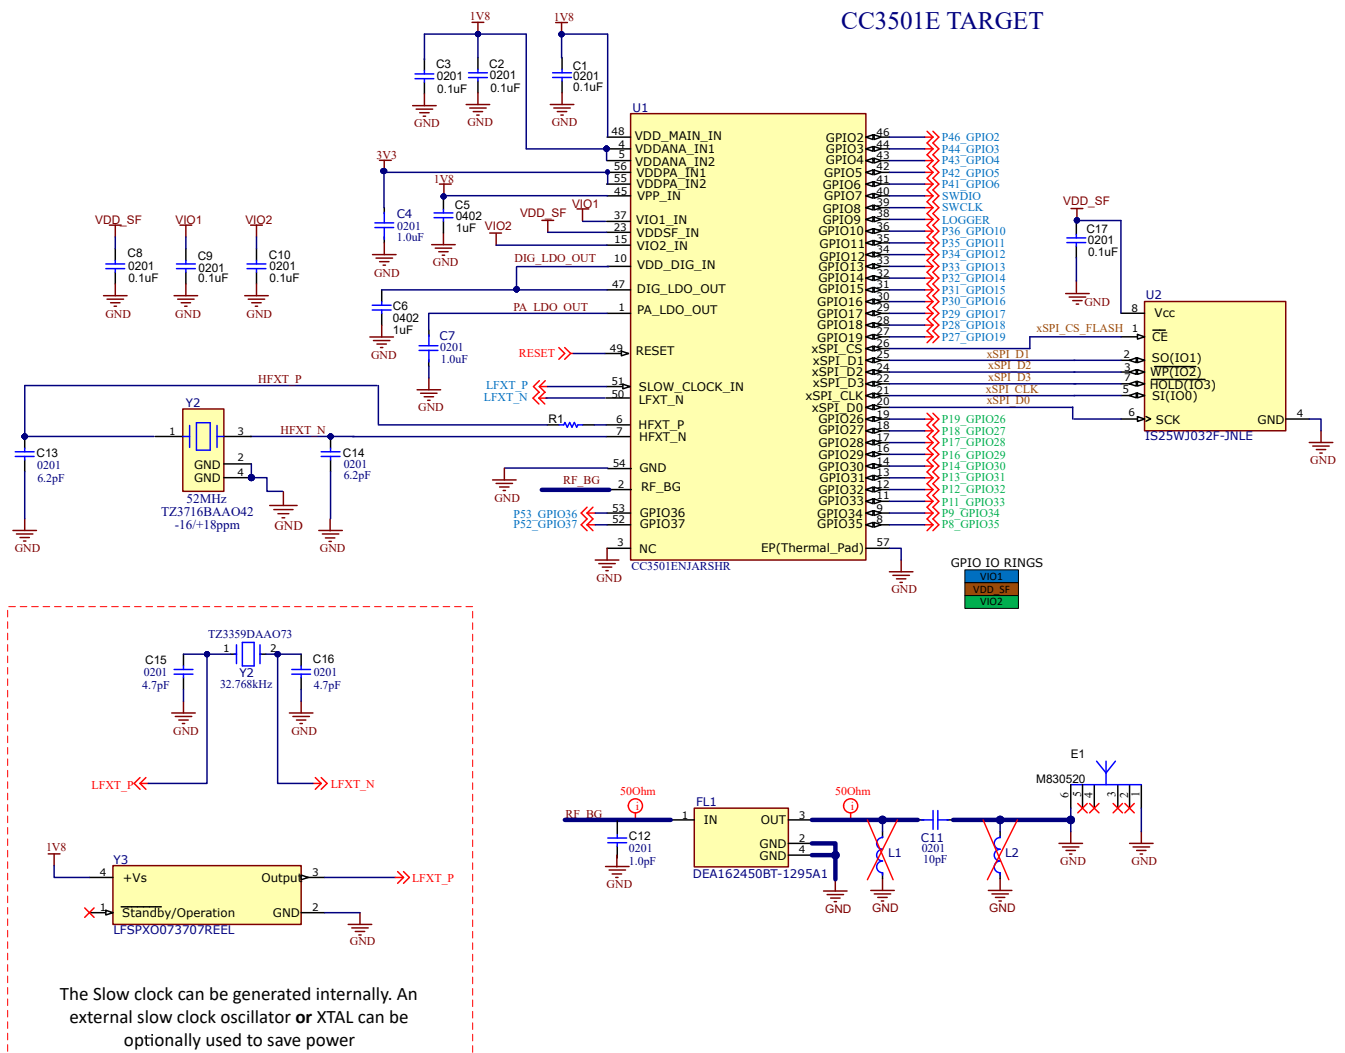 CC3501E TARGET
1V8
1V8
C3
0201
0.1uF
GND
C2
0201
0.1uF
GND
C1
0201
0.1uF
GND
3V3
C4
0201
1.0uF
GND
1V8
C5
0402
1uF
GND
VDD_SF
VIO1
VIO2
VDD_SF
C8
0201
0.1uF
GND
VIO1
C9
0201
0.1uF
GND
VIO2
C10
0201
0.1uF
GND
DIG_LDO_OUT
C6
0402
1uF
GND
PA_LDO_OUT
C7
0201
1.0uF
GND
RESET
LFXT_P
LFXT_N
HFXT_P
R1
HFXT_N
Y2
1
3
GND
2
GND
4
52MHz
TZ3716BAAO42
-16/+18ppm
GND
C13
0201
6.2pF
GND
C14
0201
6.2pF
GND
GND
RF_BG
P53_GPIO36
P52_GPIO37
GND
U1
48 VDD_MAIN_IN
4 VDDANA_IN1
5 VDDANA_IN2
56 VDDPA_IN1
55 VDDPA_IN2
45 VPP_IN
37 VIO1_IN
23 VDDSF_IN
15 VIO2_IN
10 VDD_DIG_IN
47 DIG_LDO_OUT
1 PA_LDO_OUT
49 RESET
51 SLOW_CLOCK_IN
50 LFXT_N
6 HFXT_P
7 HFXT_N
54 GND
2 RF_BG
53 GPIO36
52 GPIO37
3 NC
CC3501ENJARSHR
GPIO2 46 P46_GPIO2
GPIO3 44 P44_GPIO3
GPIO4 43 P43_GPIO4
GPIO5 42 P42_GPIO5
GPIO6 41 P41_GPIO6
GPIO7 40 SWDIO
GPIO8 39 SWCLK
GPIO9 38 LOGGER
GPIO10 36 P36_GPIO10
GPIO11 35 P35_GPIO11
GPIO12 34 P34_GPIO12
GPIO13 33 P33_GPIO13
GPIO14 32 P32_GPIO14
GPIO15 31 P31_GPIO15
GPIO16 30 P30_GPIO16
GPIO17 29 P29_GPIO17
GPIO18 28 P28_GPIO18
GPIO19 27 P27_GPIO19
xSPI_CS 26
xSPI_D1 25
xSPI_D2 24
xSPI_D3 22
xSPI_CLK 21
xSPI_D0 20
GPIO26 19 P19_GPIO26
GPIO27 18 P18_GPIO27
GPIO28 17 P17_GPIO28
GPIO29 16 P16_GPIO29
GPIO30 14 P14_GPIO30
GPIO31 13 P13_GPIO31
GPIO32 12 P12_GPIO32
GPIO33 11 P11_GPIO33
GPIO34 9 P9_GPIO34
GPIO35 8 P8_GPIO35
EP(Thermal_Pad) 57
GND
xSPI_CS_FLASH
xSPI_D1
xSPI_D2
xSPI_D3
xSPI_CLK
xSPI_D0
VDD_SF
C17
0201
0.1uF
GND
U2
8 Vcc
1 CE
2 SO(IO1)
3 WP(IO2)
7 HOLD(IO3)
5 SI(IO0)
6 SCK
GND 4
IS25WJ032F-JNLE
GND
GPIO IO RINGS
VIO1
VDD_SF
VIO2
TZ3359DAAO73
1
2
Y2
32.768kHz
C15
0201
4.7pF
GND
C16
0201
4.7pF
GND
LFXT_P
LFXT_N
1V8
Y3
4 +Vs
Output 3
LFXT_P
1 Standby/Operation
GND 2
LFSPXO073707REEL
GND
The Slow clock can be generated internally. An
external slow clock oscillator or XTAL can be
optionally used to save power
RF_BG
50Ohm
i
C12
0201
1.0pF
GND
FL1
1 IN
OUT 3
GND 2
GND 4
DEA162450BT-1295A1
GND
50Ohm
i
L1
GND
C11
0201
10pF
L2
GND
E1
M830520
6
5
4
3
2
1
GND
GND